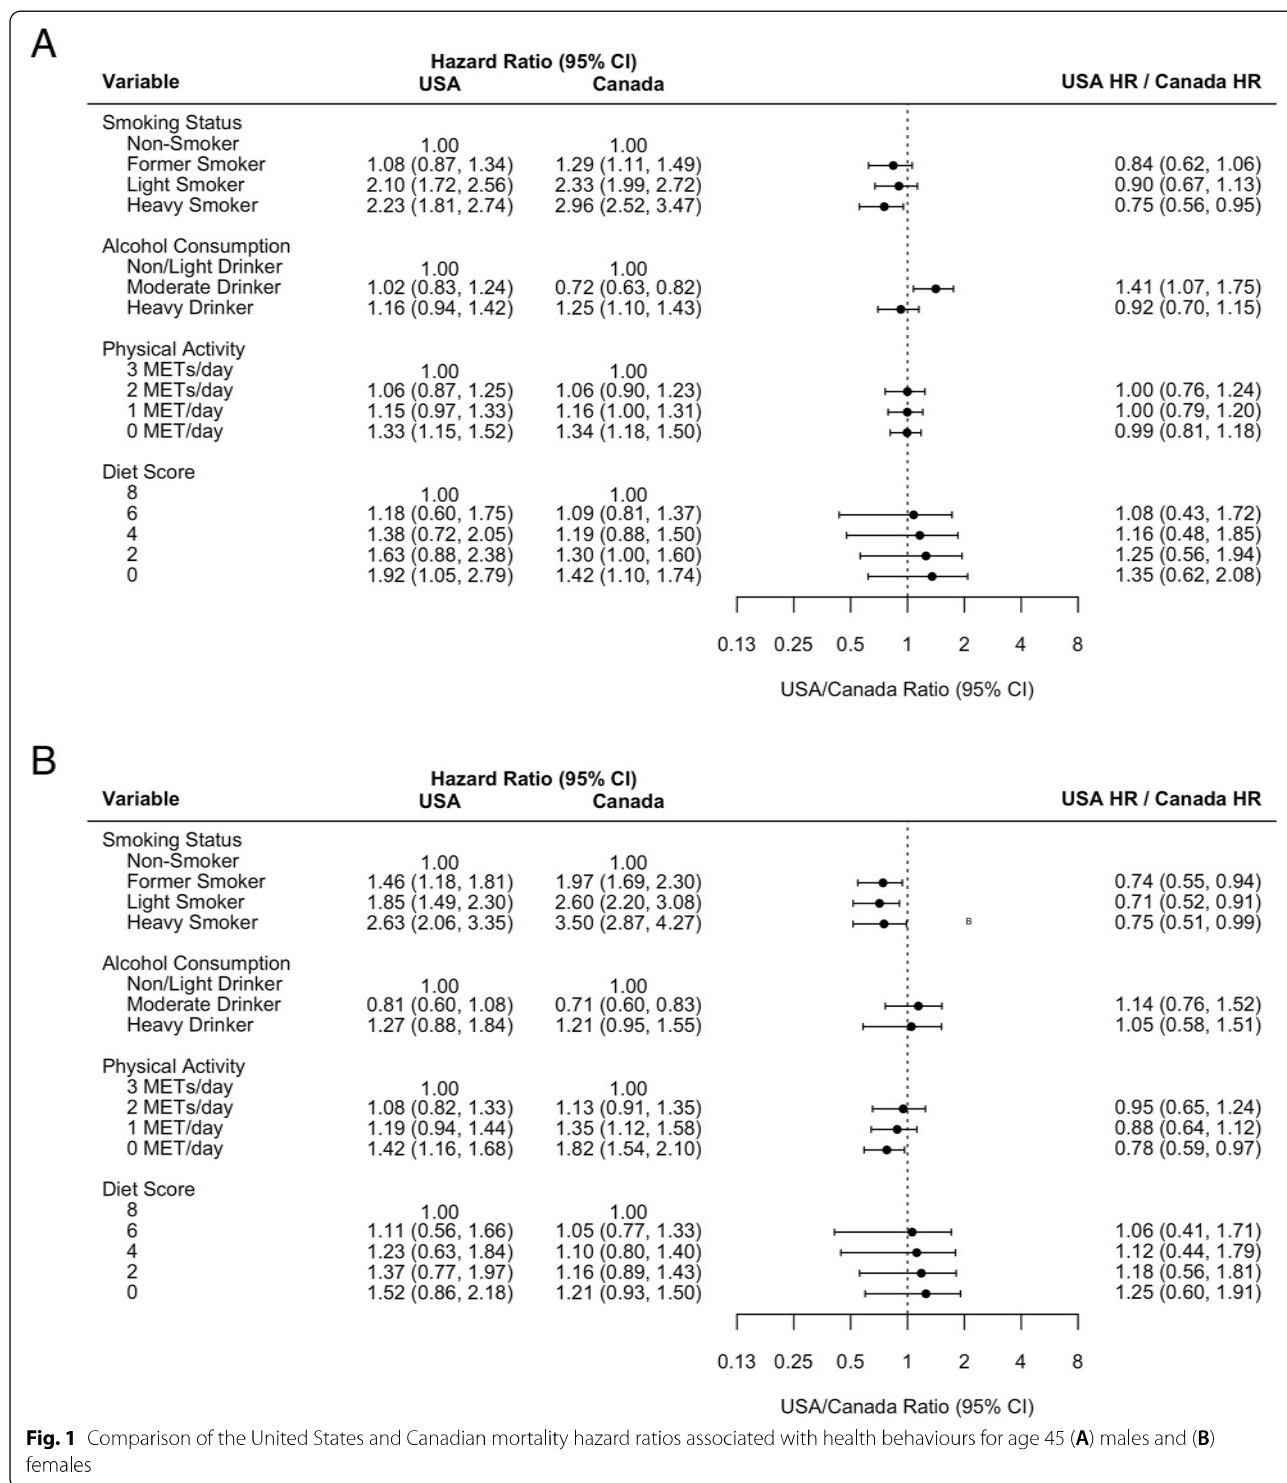 A
Hazard Ratio (95% CI)
Variable USA Canada USA HR / Canada HR
Smoking Status
Non-Smoker 1.00 1.00
Former Smoker 1.08 (0.87, 1.34) 1.29 (1.11, 1.49) 0.84 (0.62, 1.06)
Light Smoker 2.10 (1.72, 2.56) 2.33 (1.99, 2.72) 0.90 (0.67, 1.13)
Heavy Smoker 2.23 (1.81, 2.74) 2.96 (2.52, 3.47) 0.75 (0.56, 0.95)
Alcohol Consumption
Non/Light Drinker 1.00 1.00
Moderate Drinker 1.02 (0.83, 1.24) 0.72 (0.63, 0.82) 1.41 (1.07, 1.75)
Heavy Drinker 1.16 (0.94, 1.42) 1.25 (1.10, 1.43) 0.92 (0.70, 1.15)
Physical Activity
3 METs/day 1.00 1.00
2 METs/day 1.06 (0.87, 1.25) 1.06 (0.90, 1.23) 1.00 (0.76, 1.24)
1 MET/day 1.15 (0.97, 1.33) 1.16 (1.00, 1.31) 1.00 (0.79, 1.20)
0 MET/day 1.33 (1.15, 1.52) 1.34 (1.18, 1.50) 0.99 (0.81, 1.18)
Diet Score
8 1.00 1.00
6 1.18 (0.60, 1.75) 1.09 (0.81, 1.37) 1.08 (0.43, 1.72)
4 1.38 (0.72, 2.05) 1.19 (0.88, 1.50) 1.16 (0.48, 1.85)
2 1.63 (0.88, 2.38) 1.30 (1.00, 1.60) 1.25 (0.56, 1.94)
0 1.92 (1.05, 2.79) 1.42 (1.10, 1.74) 1.35 (0.62, 2.08)
0.13 0.25 0.5 1 2 4 8
USA/Canada Ratio (95% CI)
B
Hazard Ratio (95% CI)
Variable USA Canada USA HR / Canada HR
Smoking Status
Non-Smoker 1.00 1.00
Former Smoker 1.46 (1.18, 1.81) 1.97 (1.69, 2.30) 0.74 (0.55, 0.94)
Light Smoker 1.85 (1.49, 2.30) 2.60 (2.20, 3.08) 0.71 (0.52, 0.91)
Heavy Smoker 2.63 (2.06, 3.35) 3.50 (2.87, 4.27) B 0.75 (0.51, 0.99)
Alcohol Consumption
Non/Light Drinker 1.00 1.00
Moderate Drinker 0.81 (0.60, 1.08) 0.71 (0.60, 0.83) 1.14 (0.76, 1.52)
Heavy Drinker 1.27 (0.88, 1.84) 1.21 (0.95, 1.55) 1.05 (0.58, 1.51)
Physical Activity
3 METs/day 1.00 1.00
2 METs/day 1.08 (0.82, 1.33) 1.13 (0.91, 1.35) 0.95 (0.65, 1.24)
1 MET/day 1.19 (0.94, 1.44) 1.35 (1.12, 1.58) 0.88 (0.64, 1.12)
0 MET/day 1.42 (1.16, 1.68) 1.82 (1.54, 2.10) 0.78 (0.59, 0.97)
Diet Score
8 1.00 1.00
6 1.11 (0.56, 1.66) 1.05 (0.77, 1.33) 1.06 (0.41, 1.71)
4 1.23 (0.63, 1.84) 1.10 (0.80, 1.40) 1.12 (0.44, 1.79)
2 1.37 (0.77, 1.97) 1.16 (0.89, 1.43) 1.18 (0.56, 1.81)
0 1.52 (0.86, 2.18) 1.21 (0.93, 1.50) 1.25 (0.60, 1.91)
0.13 0.25 0.5 1 2 4 8
USA/Canada Ratio (95% CI)
Fig. 1 Comparison of the United States and Canadian mortality hazard ratios associated with health behaviours for age 45 (A) males and (B)
females